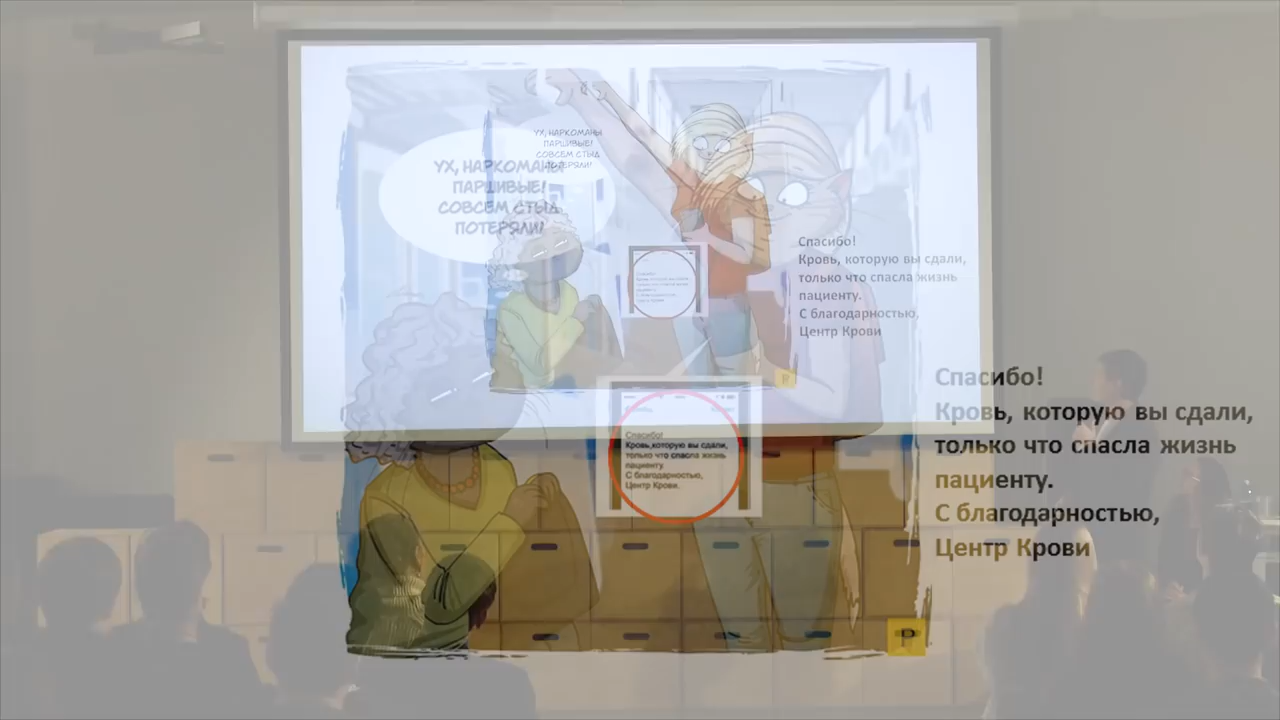 УХ, НАРКОМАНЫ
ПАРШИВЫЕ!
СОВСЕМ СТЫД
ПОТЕРЯЛИ!
УХ, НАРКОМАНЫ
ПАРШИВЫЕ!
СОВСЕМ СТЫД
ПОТЕРЯЛИ!
Спасибо!
Кровь, которую вы сдали,
только что спасла жизнь
пациенту.
С благодарностью,
Центр Крови
Спасибо!
Кровь, которую вы сдали,
только что спасла жизнь
пациенту.
С благодарностью,
Центр Крови
Спасибо!
Кровь,которую вы сдали,
только что спасла жизнь
пациенту.
С благодарностью,
Центр Крови.
P